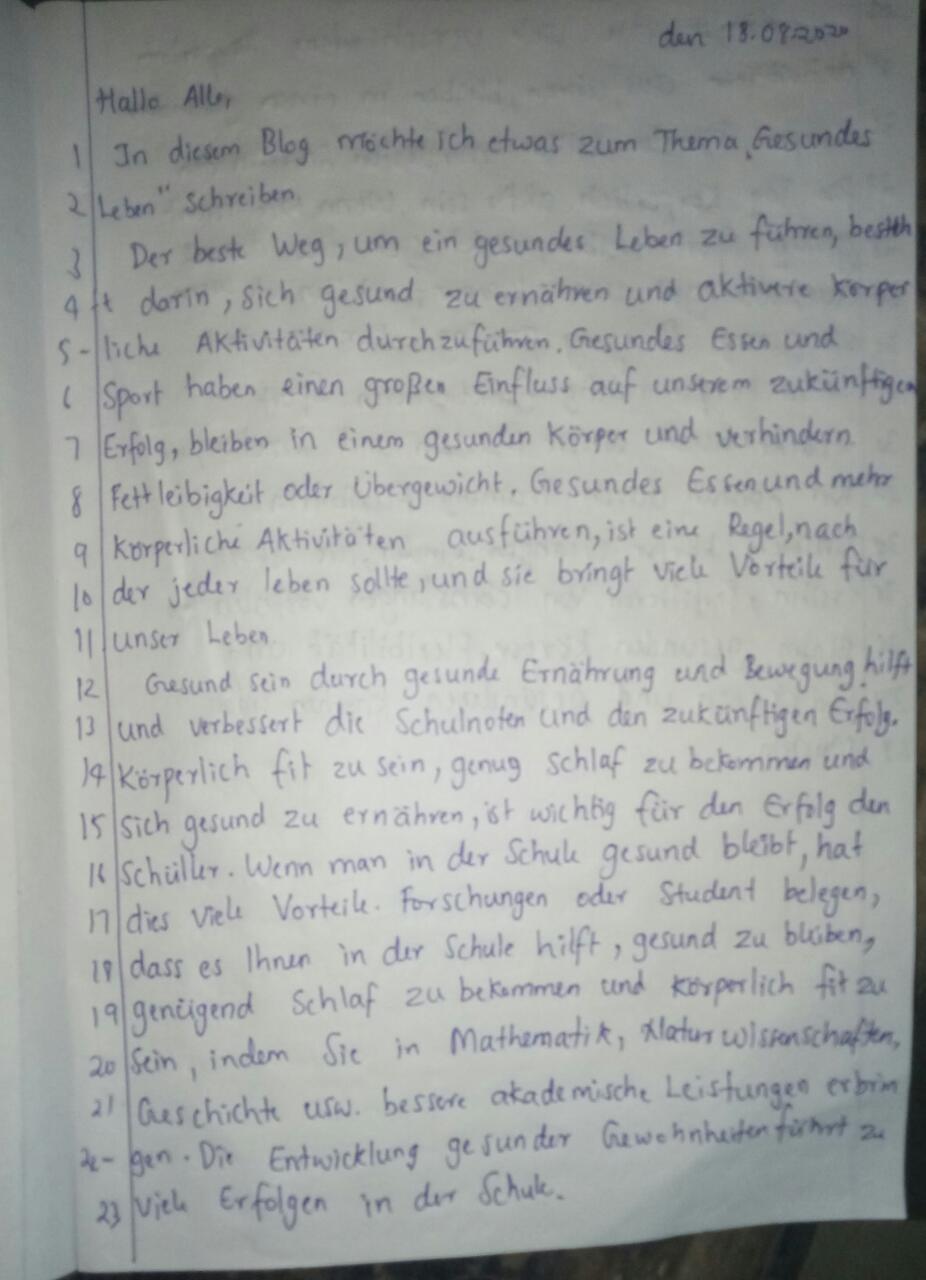 den 18.09.2020
Hallo Alle,
1 In diesem Blog möchte ich etwas zum Thema „Gesundes
2 Leben" schreiben.
3 Der beste Weg, um ein gesundes Leben zu führen, besteh
4 t darin, sich gesund zu ernähren und aktivere körper
5 - liche Aktivitäten durchzuführen. Gesundes Essen und
6 Sport haben einen großen Einfluss auf unserem zukünftigen
7 Erfolg, bleiben in einem gesunden Körper und verhindern
8 Fettleibigkeit oder Übergewicht. Gesundes Essen und mehr
9 körperliche Aktivitäten ausführen, ist eine Regel, nach
10 der jeder leben sollte, und sie bringt viele Vorteile für
11 unser Leben.
12 Gesund sein durch gesunde Ernährung und Bewegung hilft
13 und verbessert die Schulnoten und den zukünftigen Erfolg.
14 Körperlich fit zu sein, genug schlaf zu bekommen und
15 sich gesund zu ernähren, ist wichtig für den Erfolg den
16 Schüller. Wenn man in der Schule gesund bleibt, hat
17 dies viele Vorteile. Forschungen oder Student belegen,
18 dass es Ihnen in der Schule hilft, gesund zu bleiben,
19 genügend Schlaf zu bekommen und körperlich fit zu
20 sein, indem Sie in Mathematik, Naturwissenschaften,
21 Geschichte usw. bessere akademische Leistungen erbrin
22 - gen. Die Entwicklung gesunder Gewohnheiten führt zu
23 viele Erfolgen in der Schule.